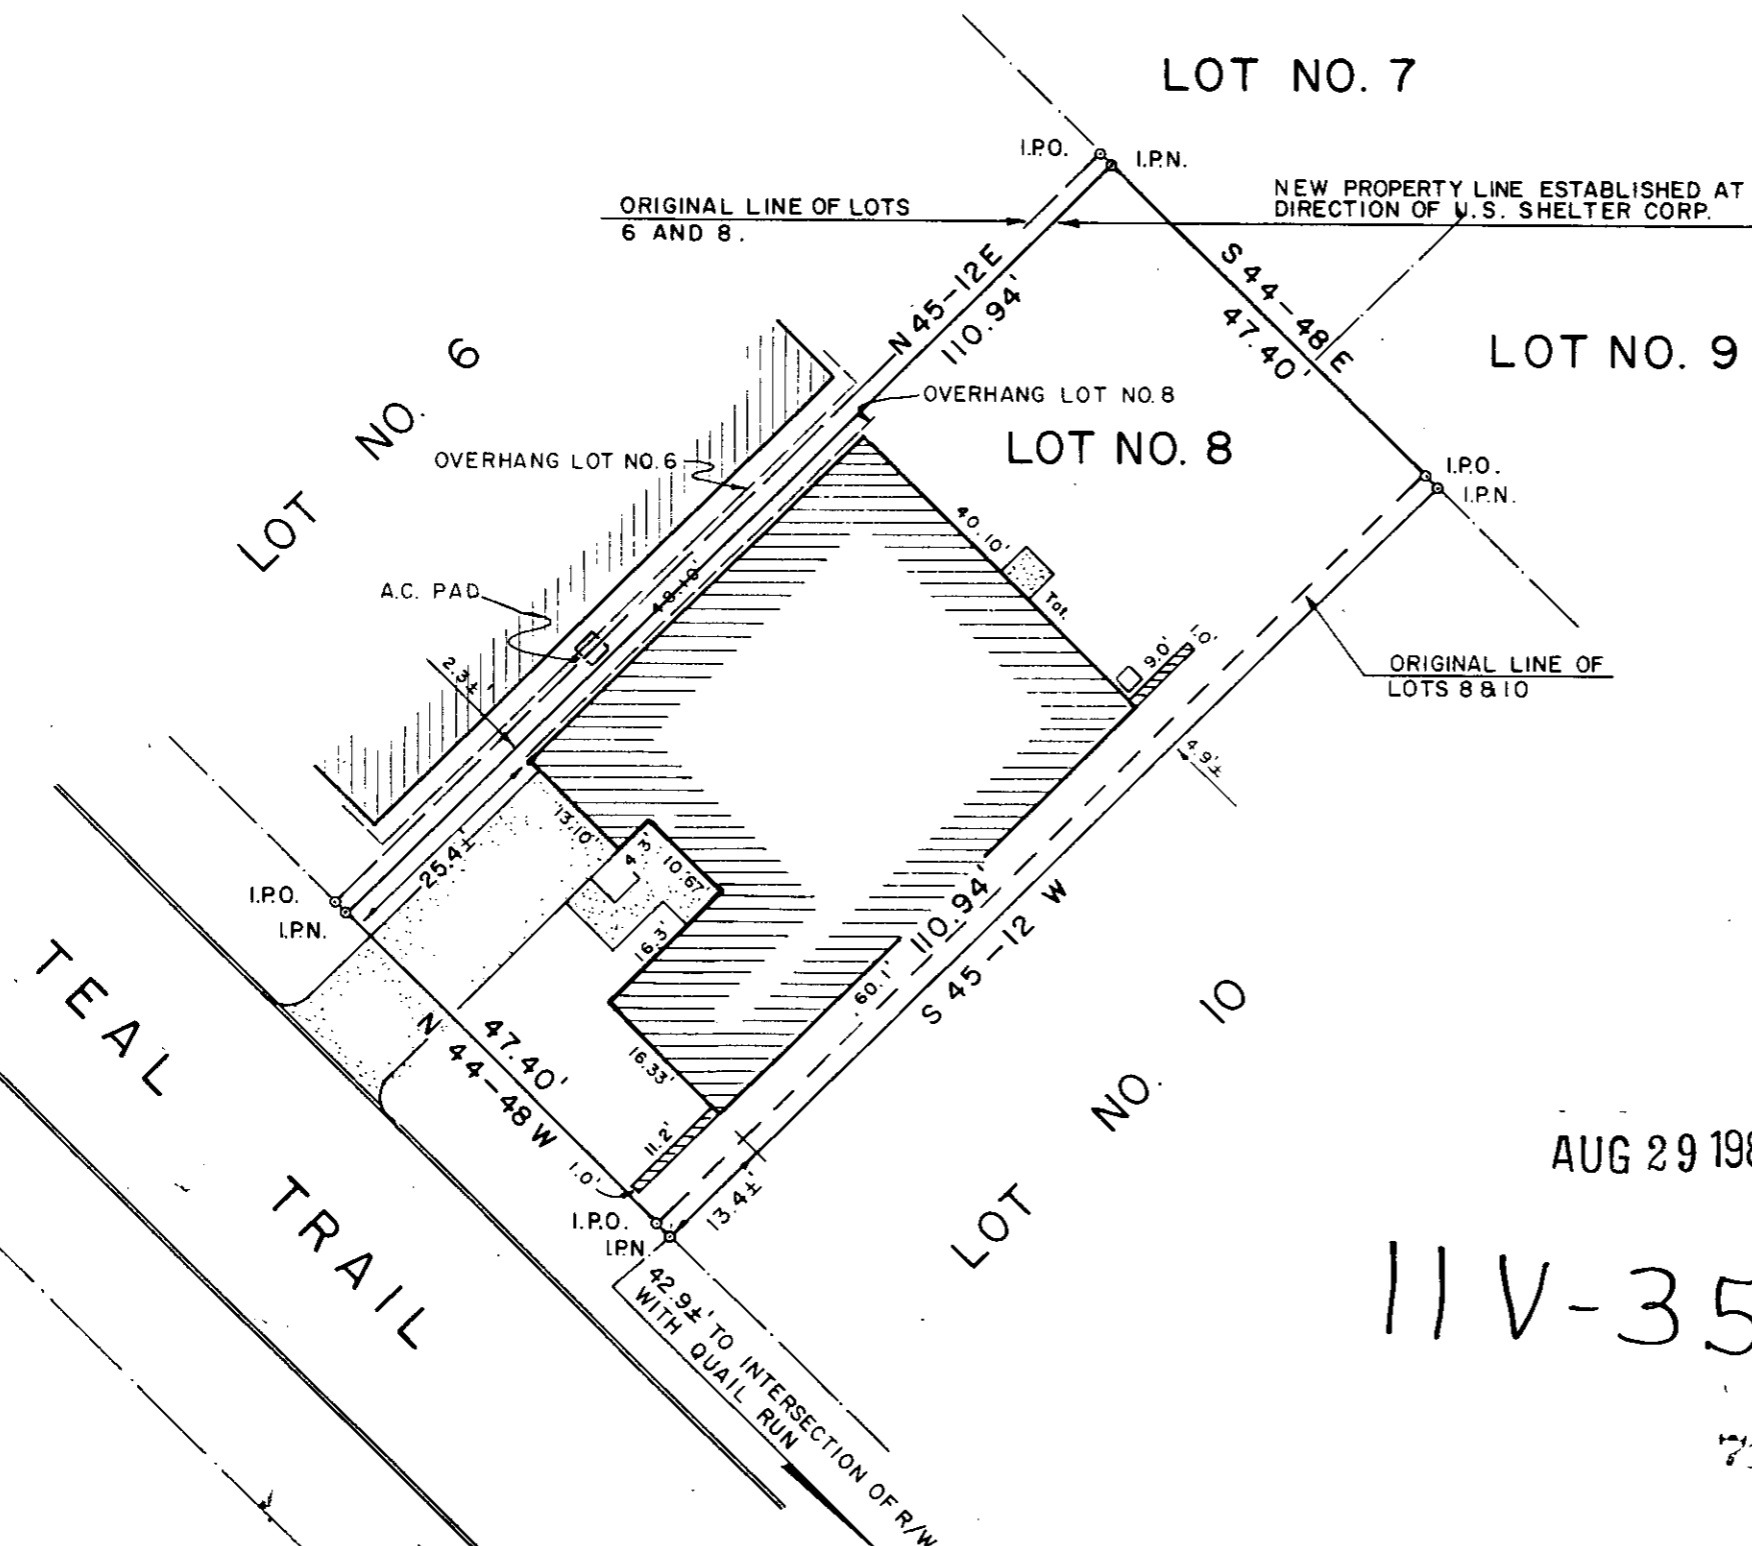 LOT NO. 7
I.P.O.
I.P.N.
ORIGINAL LINE OF LOTS
6 AND 8.
NEW PROPERTY LINE ESTABLISHED AT
DIRECTION OF U.S. SHELTER CORP.
N 45-12 E
110.94'
S 44-48 E
47.40'
LOT NO. 9
LOT NO. 6
OVERHANG LOT NO. 8
LOT NO. 8
OVERHANG LOT NO. 6
I.P.O.
I.P.N.
40.10'
Tot.
48.10'
A.C. PAD
2.3±'
9.0'
1.0'
ORIGINAL LINE OF
LOTS 8 & 10
4.9'±
13.10'
25.4±'
4.3'
10.67'
I.P.O.
I.P.N.
16.3'
60.1'
110.94'
S 45-12 W
LOT NO. 10
TEAL TRAIL
47.40'
N 44-48 W
16.33'
11.2'
1.0'
13.4±'
I.P.O.
I.P.N.
42.9±' TO INTERSECTION OF R/W
WITH QUAIL RUN
AUG 29 198
11 V-35